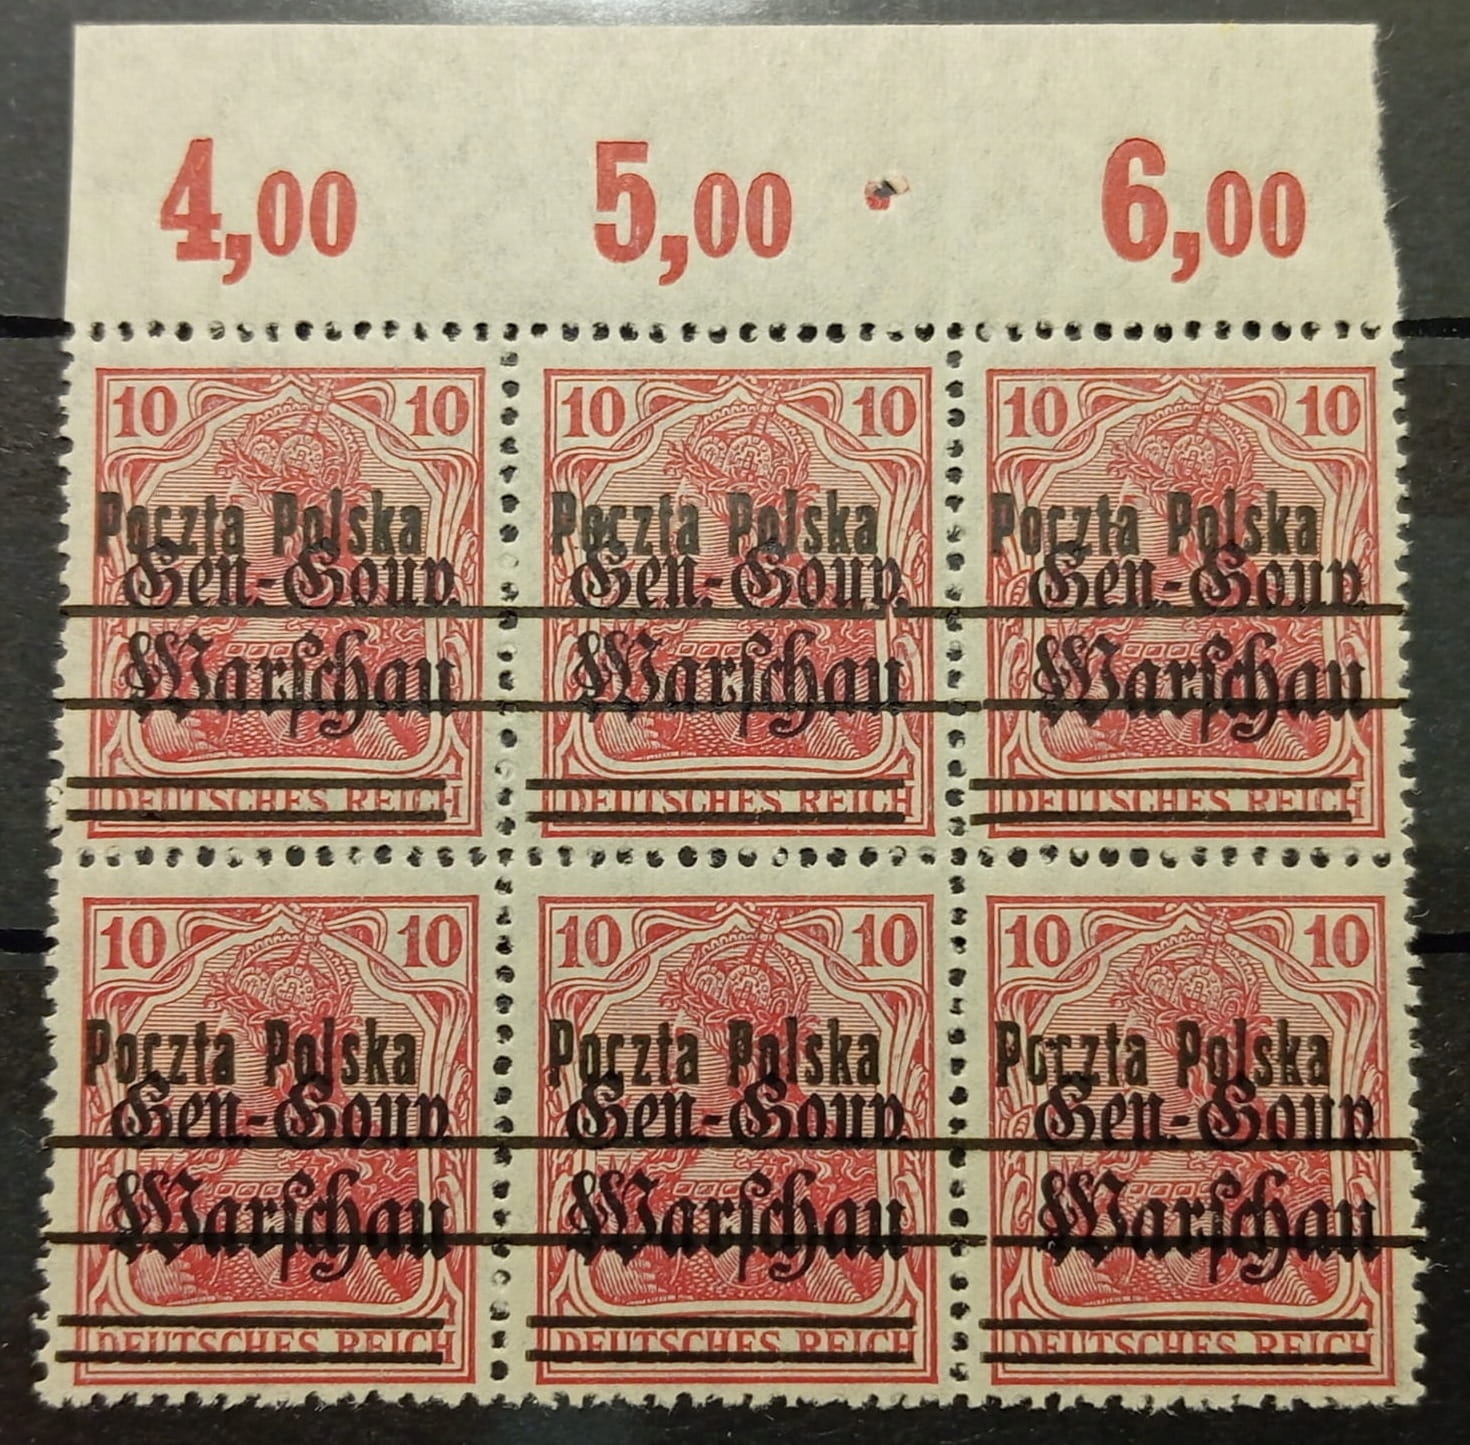 4,00 5,00 6,00
10 10 10 10 10 10
Poczta Polska Poczta Polska Poczta Polska
Gen.-Gouv. Gen.-Gouv. Gen.-Gouv.
Warschau Warschau Warschau
DEUTSCHES REICH DEUTSCHES REICH DEUTSCHES REICH
10 10 10 10 10 10
Poczta Polska Poczta Polska Poczta Polska
Gen.-Gouv. Gen.-Gouv. Gen.-Gouv.
Warschau Warschau Warschau
DEUTSCHES REICH DEUTSCHES REICH DEUTSCHES REICH